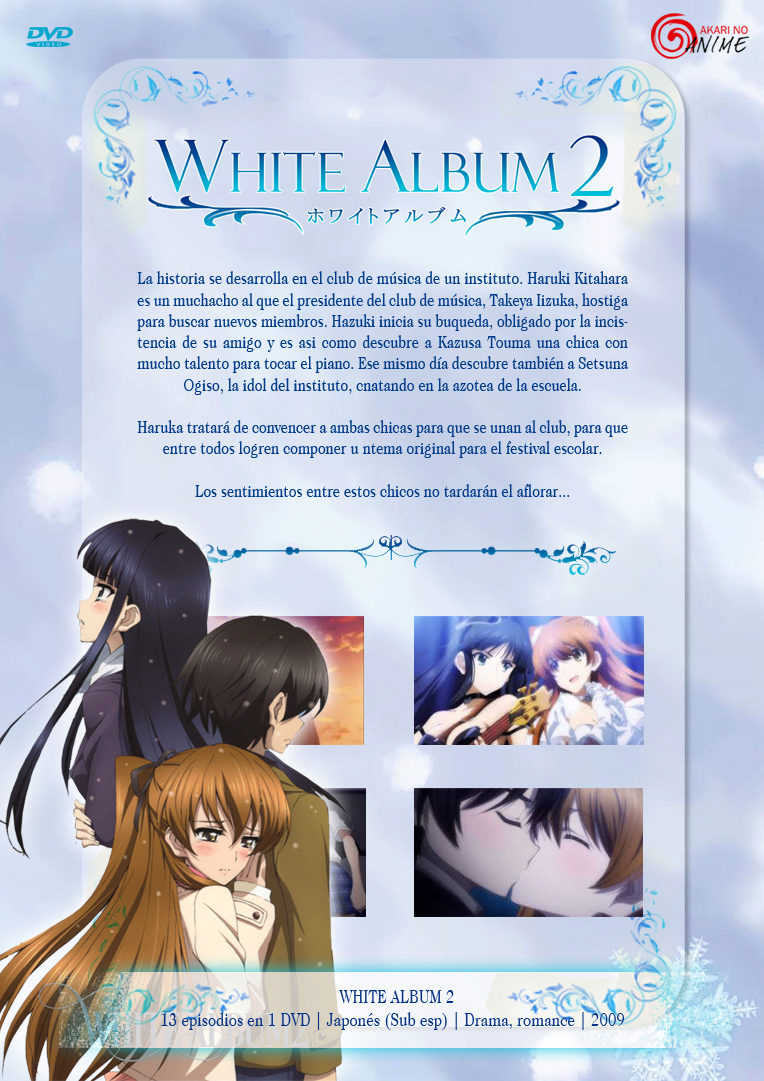 DVD
VIDEO
AKARI NO
ANIME
WHITE ALBUM 2
ホワイトアルブム
La historia se desarrolla en el club de música de un instituto. Haruki Kitahara
es un muchacho al que el presidente del club de música, Takeya Iizuka, hostiga
para buscar nuevos miembros. Hazuki inicia su buqueda, obligado por la incis-
tencia de su amigo y es asi como descubre a Kazusa Touma una chica con
mucho talento para tocar el piano. Ese mismo día descubre también a Setsuna
Ogiso, la idol del instituto, cnatando en la azotea de la escuela.
Haruka tratará de convencer a ambas chicas para que se unan al club, para que
entre todos logren componer u ntema original para el festival escolar.
Los sentimientos entre estos chicos no tardarán el aflorar...
WHITE ALBUM 2
13 episodios en 1 DVD | Japonés (Sub esp) | Drama, romance | 2009